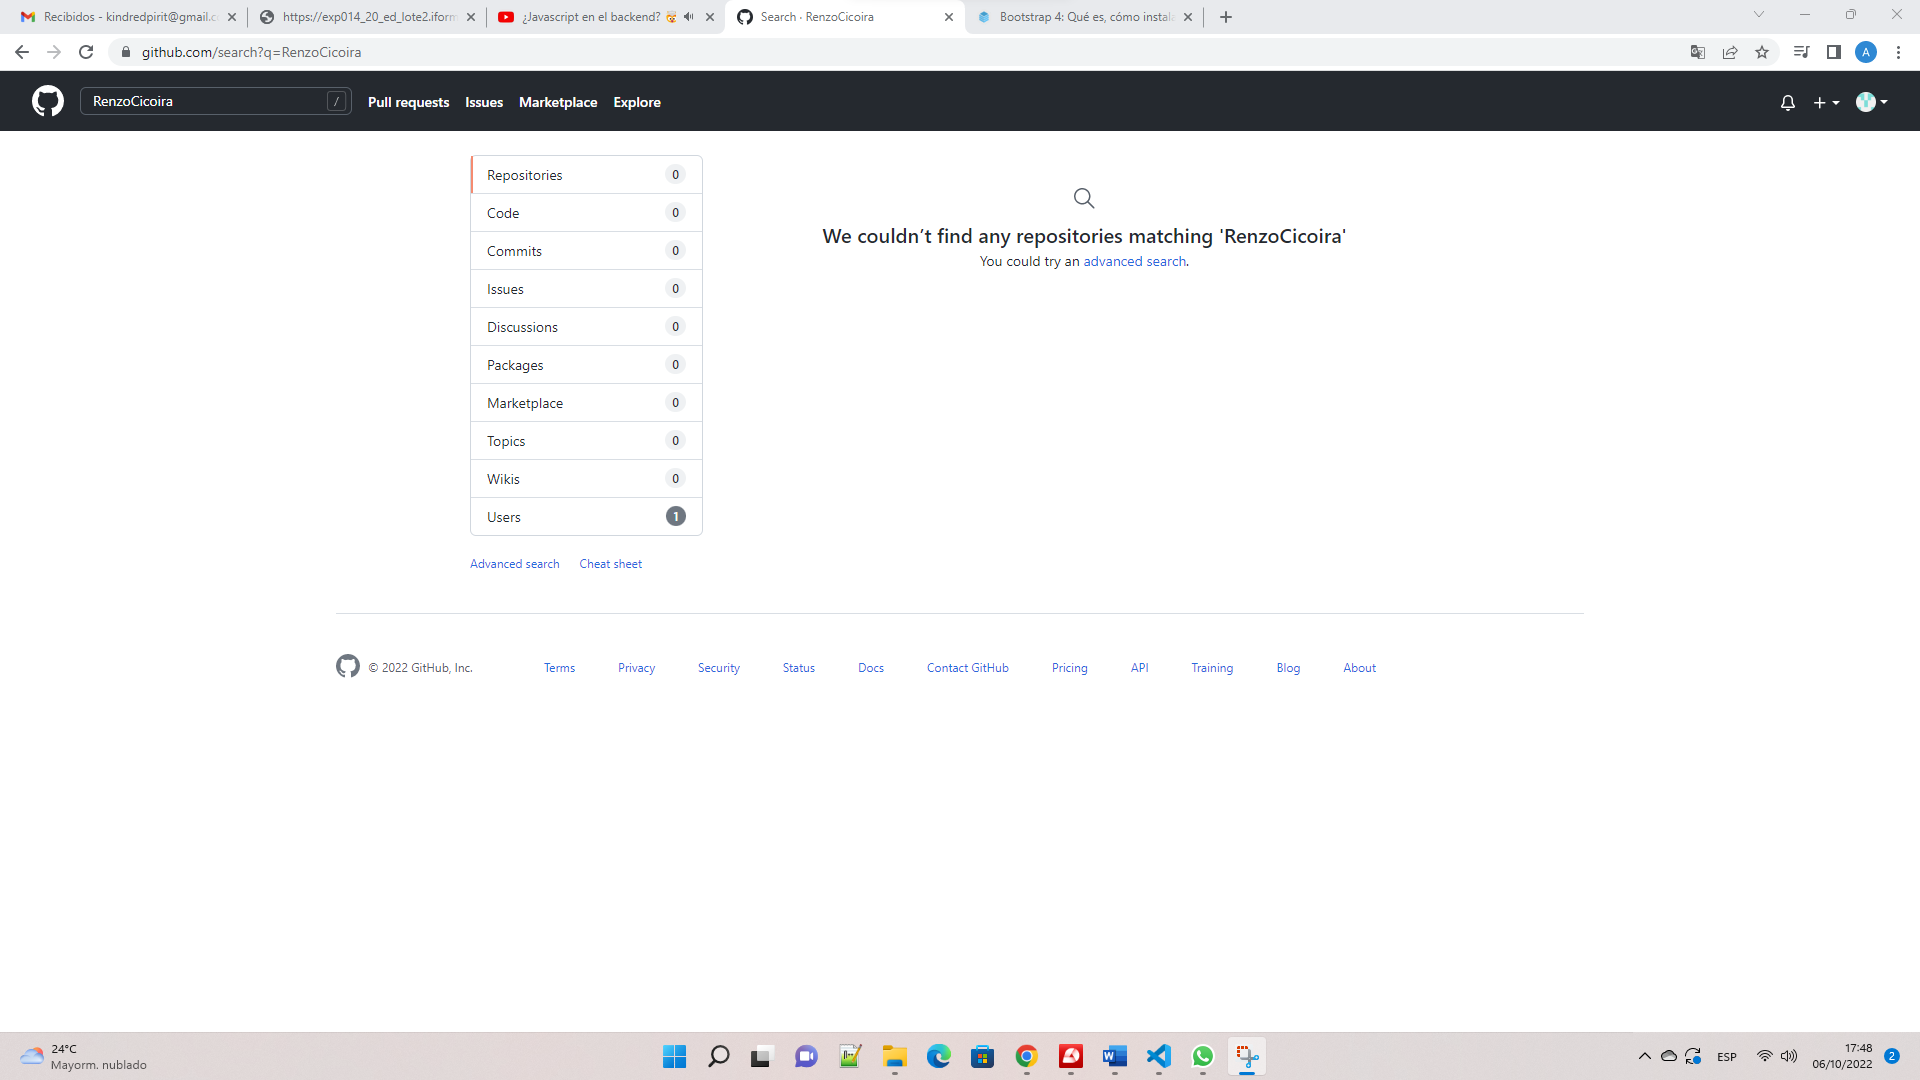 Recibidos - kindredpirit@gmail.c
https://exp014_20_ed_lote2.iform
¿Javascript en el backend? 🤯
Search · RenzoCicoira
Bootstrap 4: Qué es, cómo instala
github.com/search?q=RenzoCicoira
A
RenzoCicoira
/
Pull requests
Issues
Marketplace
Explore
Repositories 0
Code 0
Commits 0
Issues 0
Discussions 0
Packages 0
Marketplace 0
Topics 0
Wikis 0
Users 1
We couldn’t find any repositories matching 'RenzoCicoira'
You could try an advanced search.
Advanced search
Cheat sheet
© 2022 GitHub, Inc.
Terms
Privacy
Security
Status
Docs
Contact GitHub
Pricing
API
Training
Blog
About
24°C
Mayorm. nublado
ESP
17:48
06/10/2022
2